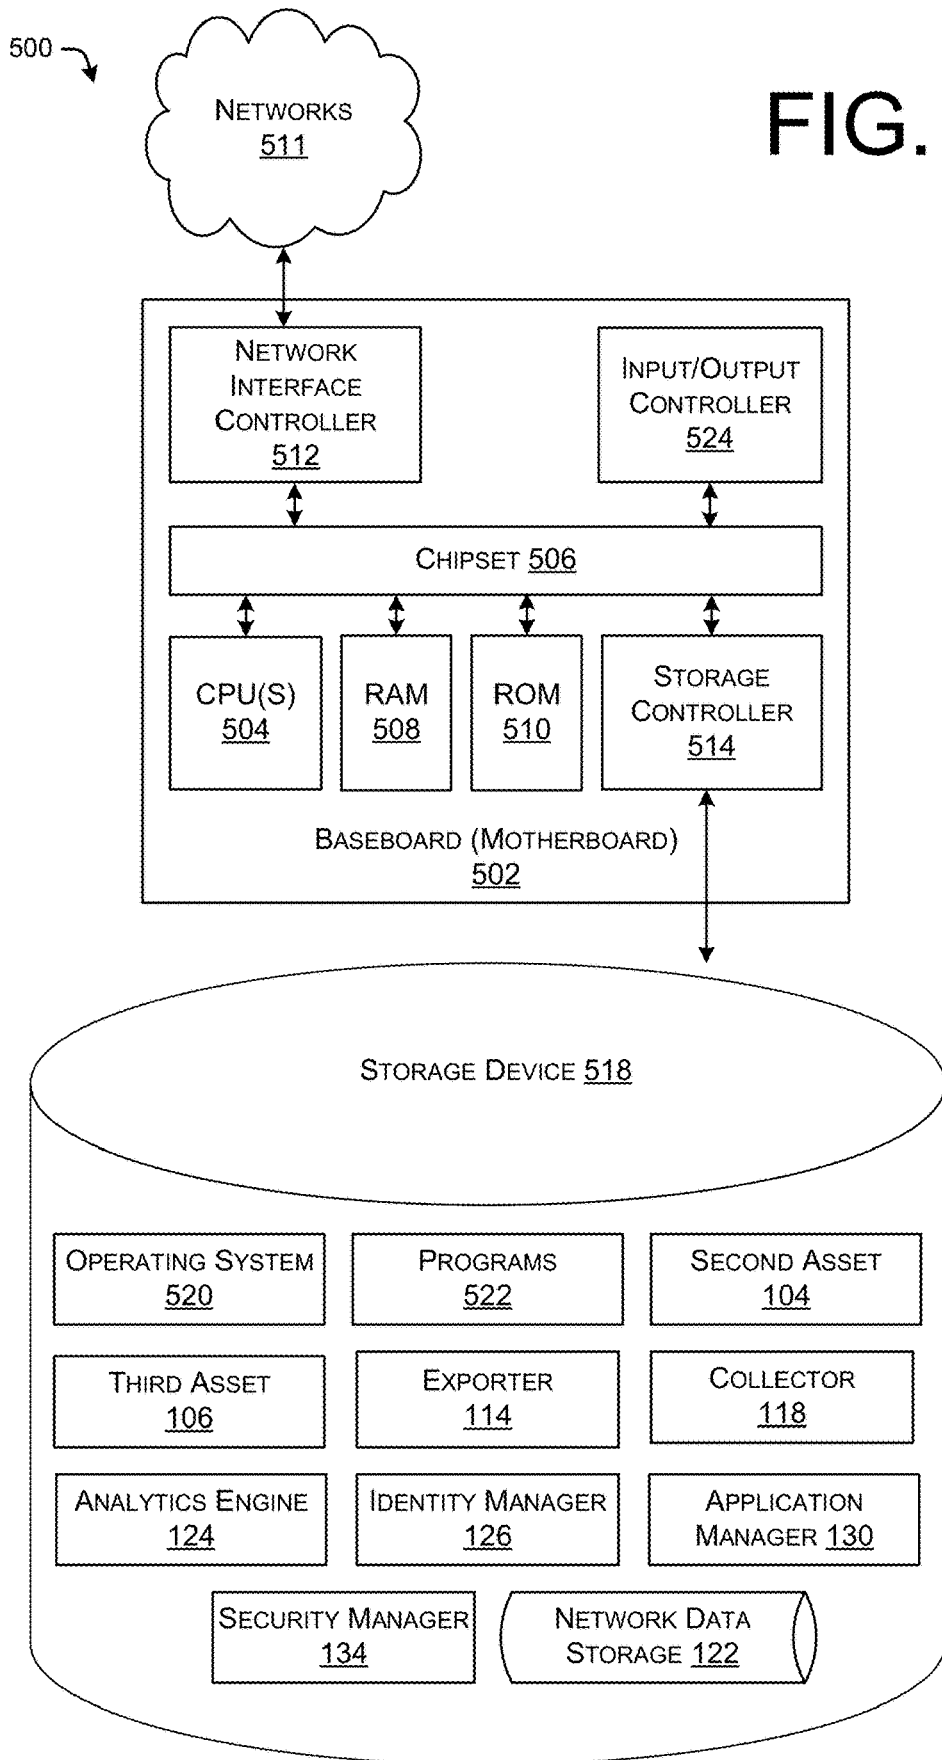 500
NETWORKS
511
FIG.
NETWORK
INTERFACE
CONTROLLER
512
INPUT/OUTPUT
CONTROLLER
524
CHIPSET 506
CPU(S)
504
RAM
508
ROM
510
STORAGE
CONTROLLER
514
BASEBOARD (MOTHERBOARD)
502
STORAGE DEVICE 518
OPERATING SYSTEM
520
PROGRAMS
522
SECOND ASSET
104
THIRD ASSET
106
EXPORTER
114
COLLECTOR
118
ANALYTICS ENGINE
124
IDENTITY MANAGER
126
APPLICATION
MANAGER 130
SECURITY MANAGER
134
NETWORK DATA
STORAGE 122